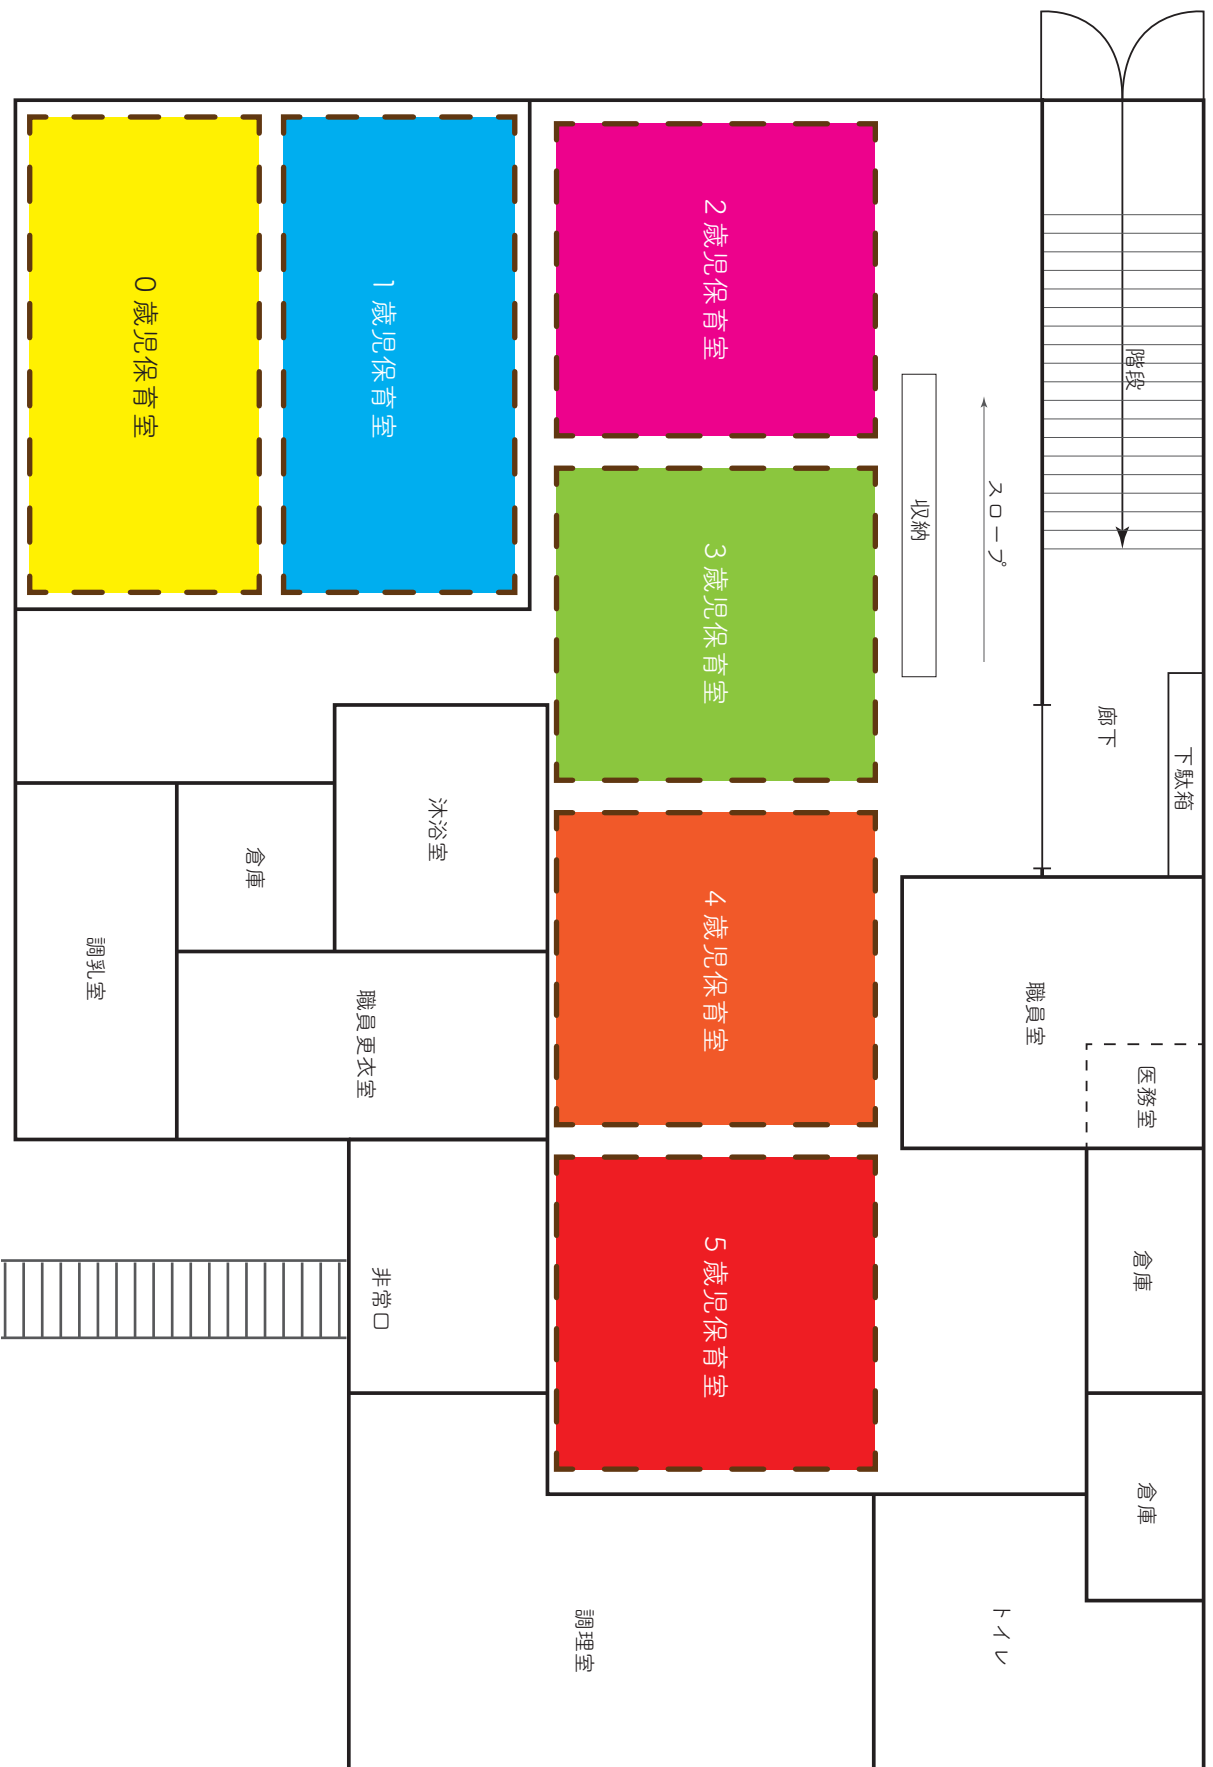 階段
スロープ
収納
廊下
下駄箱
2歳児保育室
1歳児保育室
0歳児保育室
3歳児保育室
沐浴室
倉庫
調乳室
職員更衣室
4歳児保育室
職員室
医務室
5歳児保育室
倉庫
非常口
倉庫
調理室
トイレ